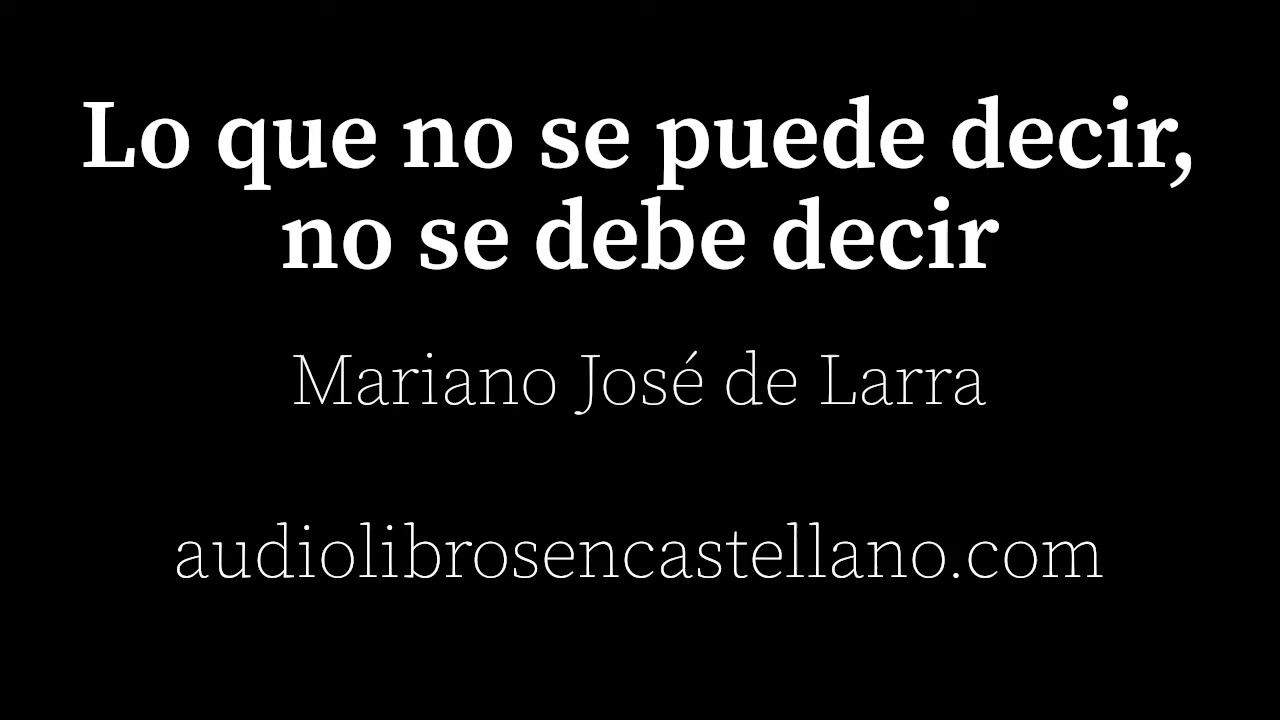 Lo que no se puede decir,
no se debe decir
Mariano José de Larra
audiolibrosencastellano.com